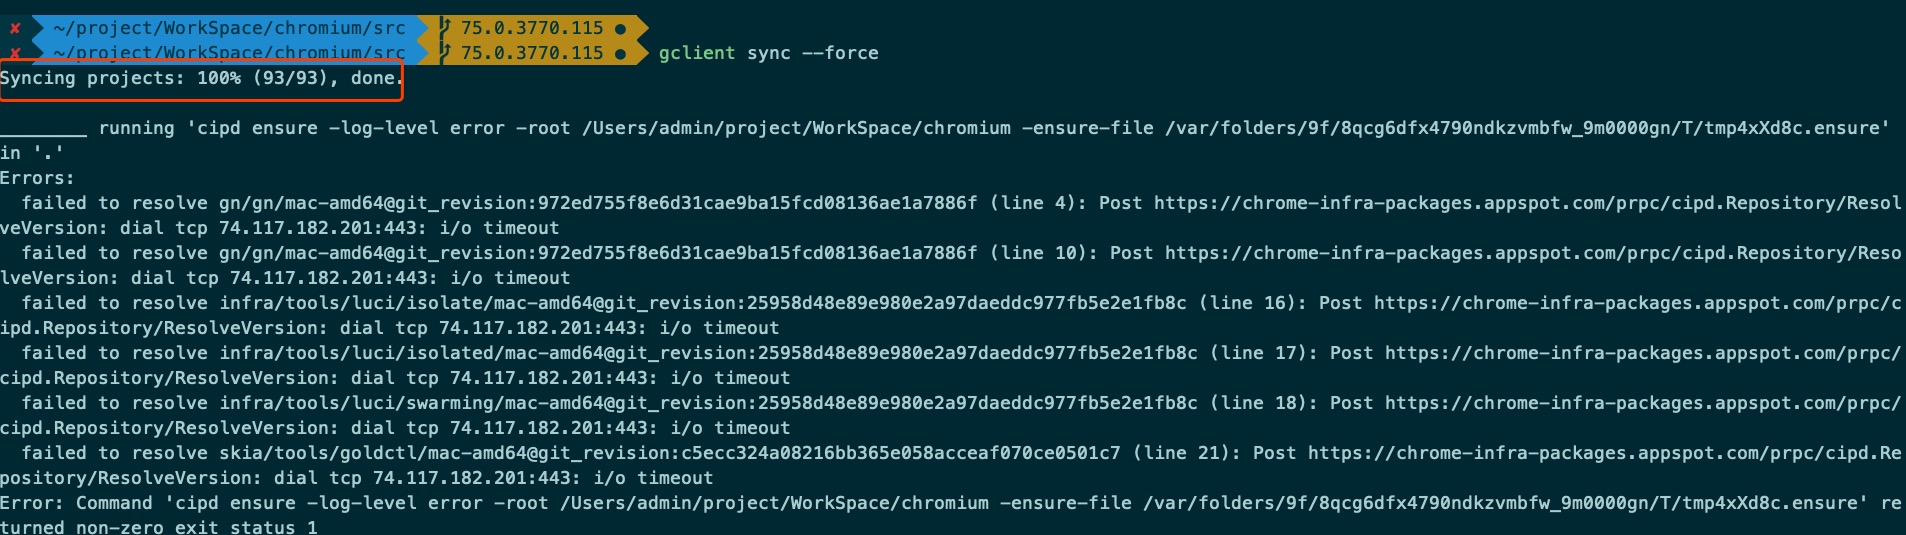 ✘ ~/project/WorkSpace/chromium/src 75.0.3770.115 ●
✘ ~/project/WorkSpace/chromium/src 75.0.3770.115 ● gclient sync --force
Syncing projects: 100% (93/93), done.
________ running 'cipd ensure -log-level error -root /Users/admin/project/WorkSpace/chromium -ensure-file /var/folders/9f/8qcg6dfx4790ndkzvmbfw_9m0000gn/T/tmp4xXd8c.ensure'
in '.'
Errors:
  failed to resolve gn/gn/mac-amd64@git_revision:972ed755f8e6d31cae9ba15fcd08136ae1a7886f (line 4): Post https://chrome-infra-packages.appspot.com/prpc/cipd.Repository/Resol
veVersion: dial tcp 74.117.182.201:443: i/o timeout
  failed to resolve gn/gn/mac-amd64@git_revision:972ed755f8e6d31cae9ba15fcd08136ae1a7886f (line 10): Post https://chrome-infra-packages.appspot.com/prpc/cipd.Repository/Reso
lveVersion: dial tcp 74.117.182.201:443: i/o timeout
  failed to resolve infra/tools/luci/isolate/mac-amd64@git_revision:25958d48e89e980e2a97daeddc977fb5e2e1fb8c (line 16): Post https://chrome-infra-packages.appspot.com/prpc/c
ipd.Repository/ResolveVersion: dial tcp 74.117.182.201:443: i/o timeout
  failed to resolve infra/tools/luci/isolated/mac-amd64@git_revision:25958d48e89e980e2a97daeddc977fb5e2e1fb8c (line 17): Post https://chrome-infra-packages.appspot.com/prpc/
cipd.Repository/ResolveVersion: dial tcp 74.117.182.201:443: i/o timeout
  failed to resolve infra/tools/luci/swarming/mac-amd64@git_revision:25958d48e89e980e2a97daeddc977fb5e2e1fb8c (line 18): Post https://chrome-infra-packages.appspot.com/prpc/
cipd.Repository/ResolveVersion: dial tcp 74.117.182.201:443: i/o timeout
  failed to resolve skia/tools/goldctl/mac-amd64@git_revision:c5ecc324a08216bb365e058acceaf070ce0501c7 (line 21): Post https://chrome-infra-packages.appspot.com/prpc/cipd.Re
pository/ResolveVersion: dial tcp 74.117.182.201:443: i/o timeout
Error: Command 'cipd ensure -log-level error -root /Users/admin/project/WorkSpace/chromium -ensure-file /var/folders/9f/8qcg6dfx4790ndkzvmbfw_9m0000gn/T/tmp4xXd8c.ensure' re
turned non-zero exit status 1